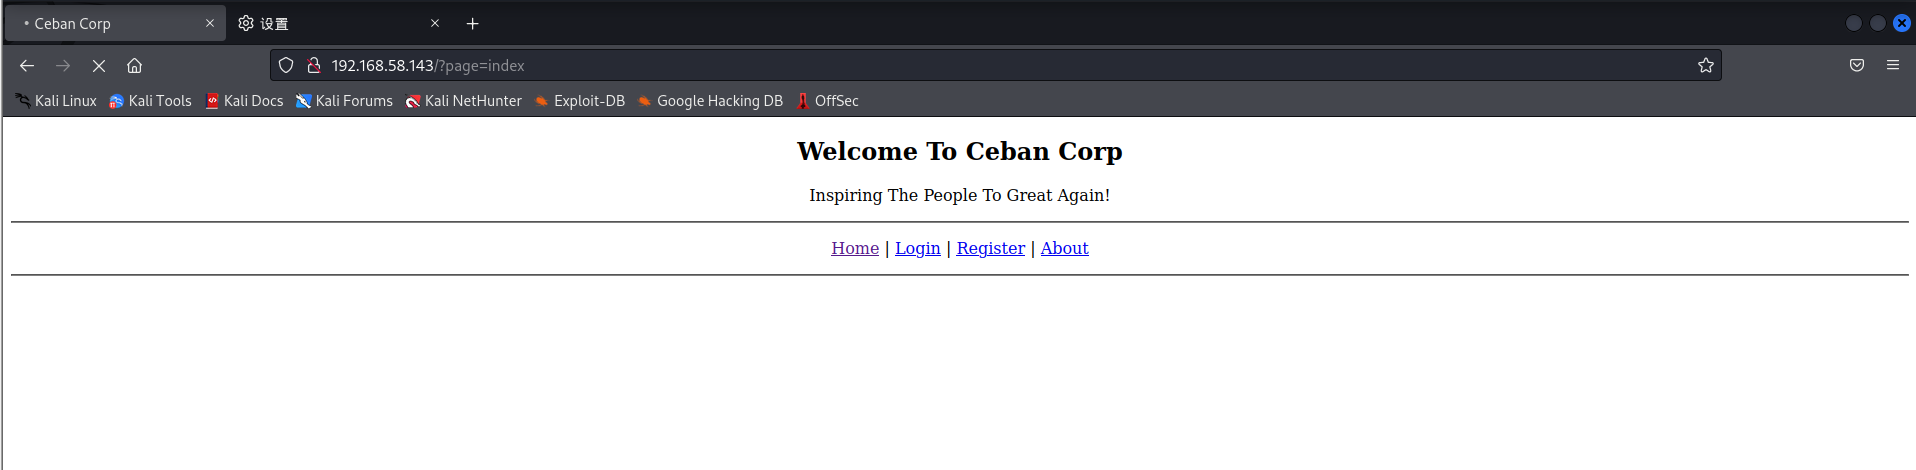 Ceban Corp
设置
192.168.58.143/?page=index
Kali Linux Kali Tools Kali Docs Kali Forums Kali NetHunter Exploit-DB Google Hacking DB OffSec
Welcome To Ceban Corp
Inspiring The People To Great Again!
Home | Login | Register | About